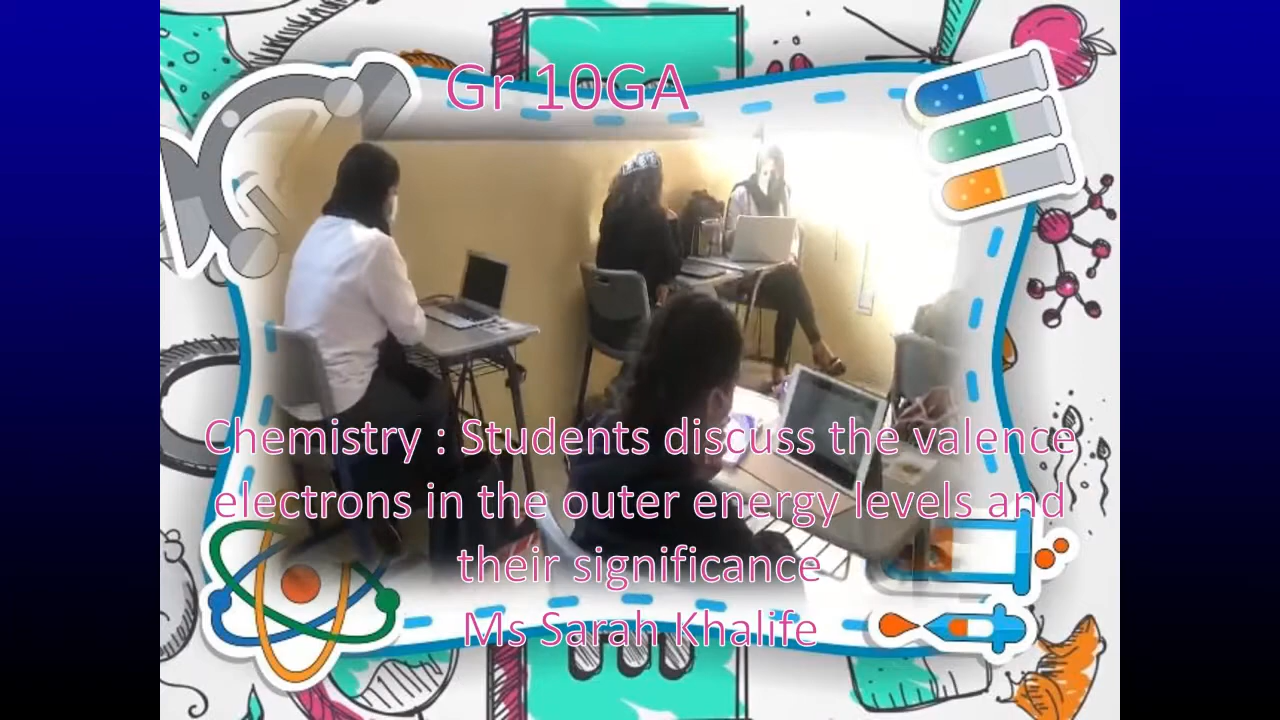 Gr 10GA
Chemistry : Students discuss the valence
electrons in the outer energy levels and
their significance
Ms Sarah Khalife